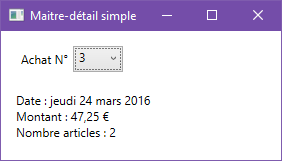 Maitre-détail simple
Achat N° 3
Date : jeudi 24 mars 2016
Montant : 47,25 €
Nombre articles : 2